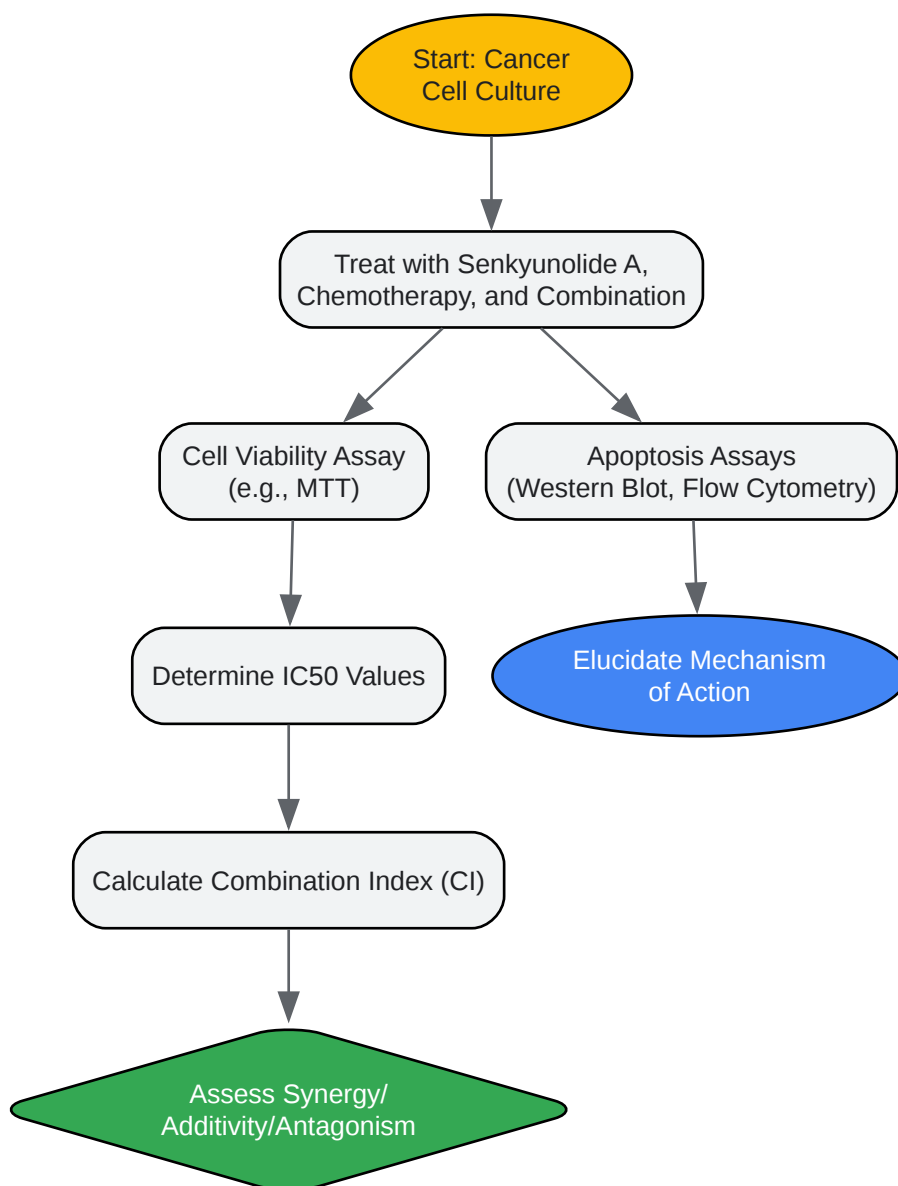 Start: Cancer
Cell Culture
Treat with Senkyunolide A,
Chemotherapy, and Combination
Cell Viability Assay
(e.g., MTT)
Apoptosis Assays
(Western Blot, Flow Cytometry)
Determine IC50 Values
Elucidate Mechanism
of Action
Calculate Combination Index (CI)
Assess Synergy/
Additivity/Antagonism